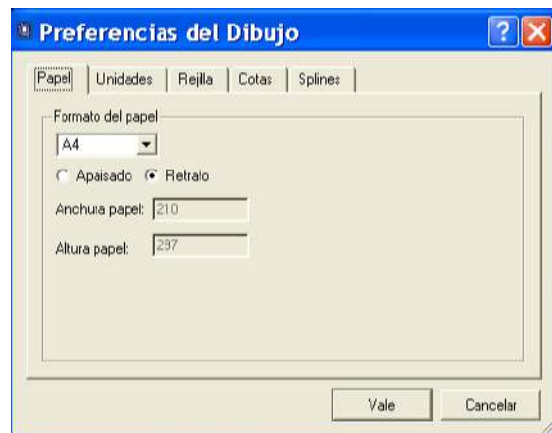 Preferencias del Dibujo
Papel Unidades Rejilla Cotas Splines
Formato del papel
A4
Apaisado Retrato
Anchura papel: 210
Altura papel: 297
Vale Cancelar